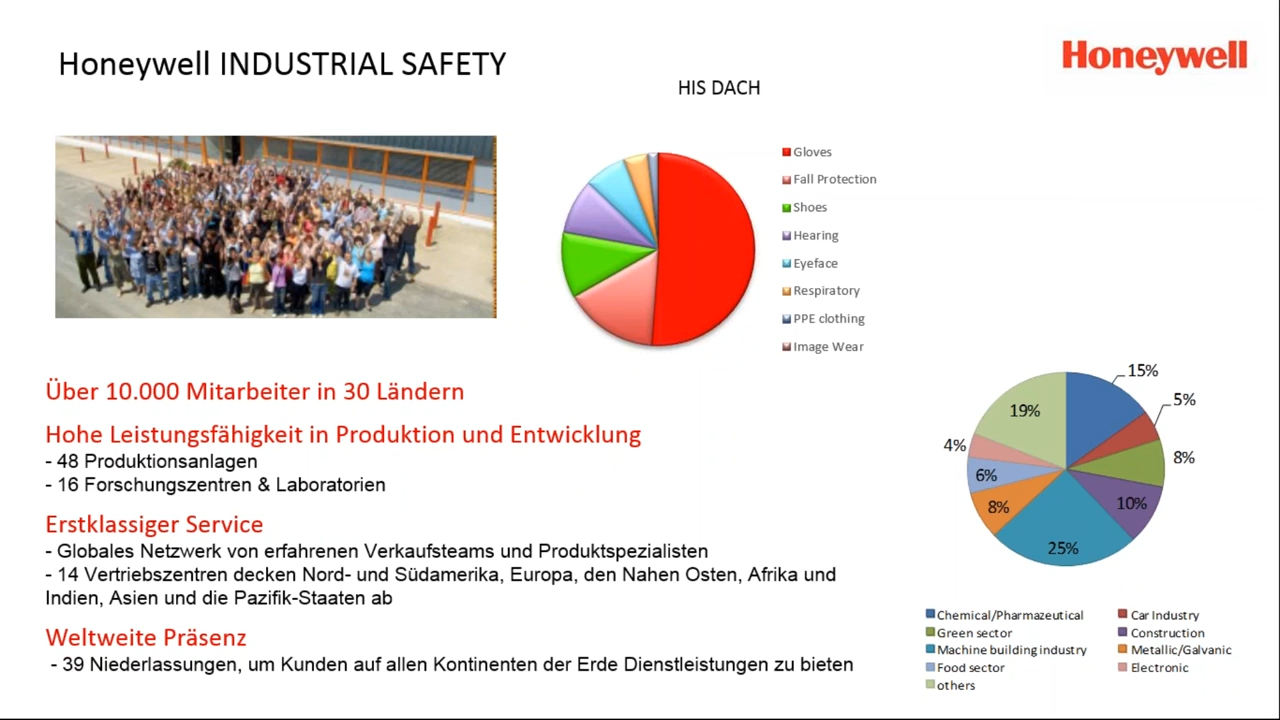 Honeywell INDUSTRIAL SAFETY
Honeywell
HIS DACH
Gloves
Fall Protection
Shoes
Hearing
Eyeface
Respiratory
PPE clothing
Image Wear
Über 10.000 Mitarbeiter in 30 Ländern
Hohe Leistungsfähigkeit in Produktion und Entwicklung
- 48 Produktionsanlagen
- 16 Forschungszentren & Laboratorien
Erstklassiger Service
- Globales Netzwerk von erfahrenen Verkaufsteams und Produktspezialisten
- 14 Vertriebszentren decken Nord- und Südamerika, Europa, den Nahen Osten, Afrika und
Indien, Asien und die Pazifik-Staaten ab
Weltweite Präsenz
- 39 Niederlassungen, um Kunden auf allen Kontinenten der Erde Dienstleistungen zu bieten
15%
5%
8%
10%
25%
8%
6%
4%
19%
Chemical/Pharmazeutical
Car Industry
Green sector
Construction
Machine building industry
Metallic/Galvanic
Food sector
Electronic
others